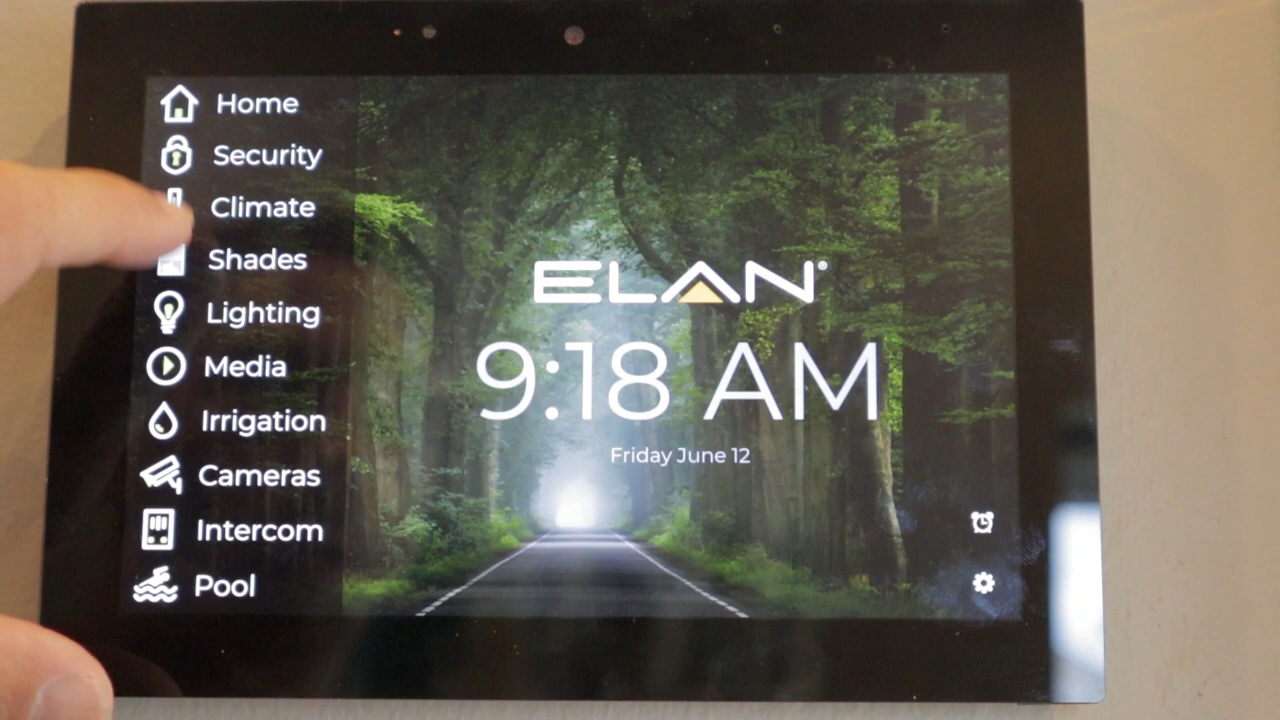 Home
Security
Climate
Shades
Lighting
Media
Irrigation
Cameras
Intercom
Pool
ELAN®
9:18 AM
Friday June 12